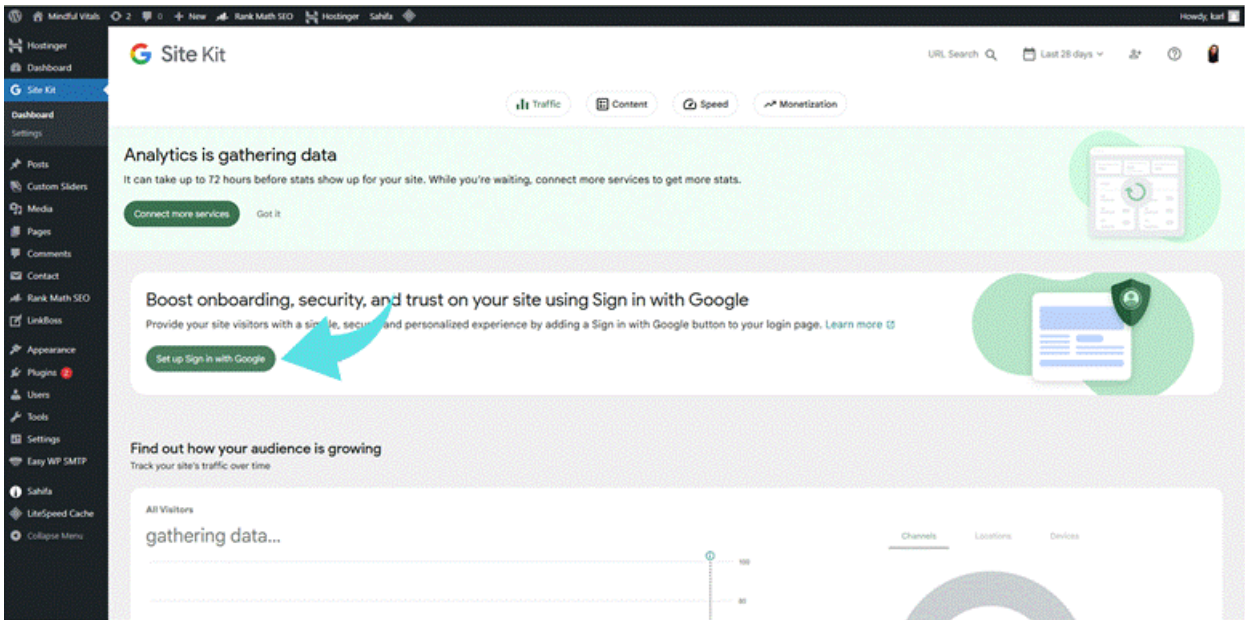 Mindful Vitals 2 0 New Rank Math SEO Hostinger Sahifa Howdy, karl
Hostinger
Dashboard
Site Kit
Dashboard
Settings
Posts
Custom Sliders
Media
Pages
Comments
Contact
Rank Math SEO
LinkBoss
Appearance
Plugins 2
Users
Tools
Settings
Easy WP SMTP
Sahifa
LiteSpeed Cache
Collapse Menu
G Site Kit
URL Search Last 28 days
Traffic Content Speed Monetization
Analytics is gathering data
It can take up to 72 hours before stats show up for your site. While you're waiting, connect more services to get more stats.
Connect more services Got it
Boost onboarding, security, and trust on your site using Sign in with Google
Provide your site visitors with a simple, secure and personalized experience by adding a Sign in with Google button to your login page. Learn more
Set up Sign in with Google
Find out how your audience is growing
Track your site's traffic over time
All Visitors
gathering data...
Channels Locations Devices
100
80